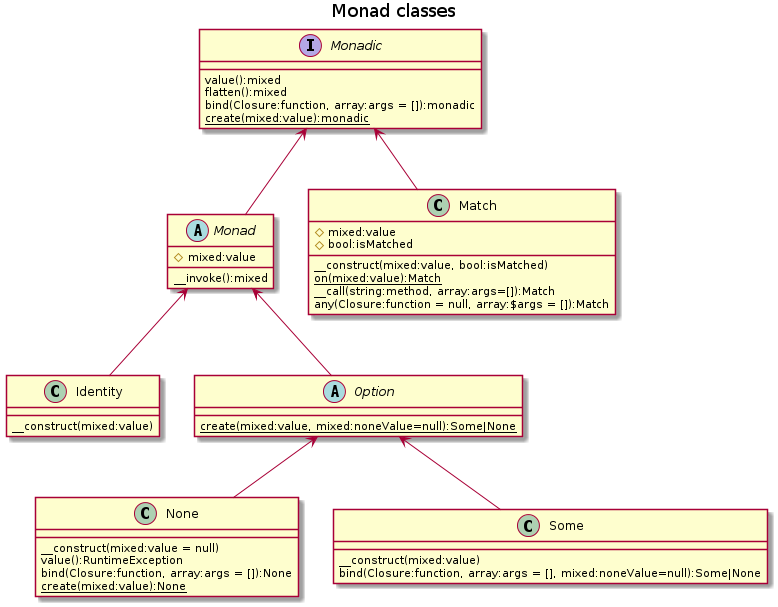 Monad classes
I Monadic
value():mixed
flatten():mixed
bind(Closure:function, array:args = []):monadic
create(mixed:value):monadic
A Monad
mixed:value
__invoke():mixed
C Match
mixed:value
bool:isMatched
__construct(mixed:value, bool:isMatched)
on(mixed:value):Match
__call(string:method, array:args=[]):Match
any(Closure:function = null, array:$args = []):Match
C Identity
__construct(mixed:value)
A Option
create(mixed:value, mixed:noneValue=null):Some|None
C None
__construct(mixed:value = null)
value():RuntimeException
bind(Closure:function, array:args = []):None
create(mixed:value):None
C Some
__construct(mixed:value)
bind(Closure:function, array:args = [], mixed:noneValue=null):Some|None